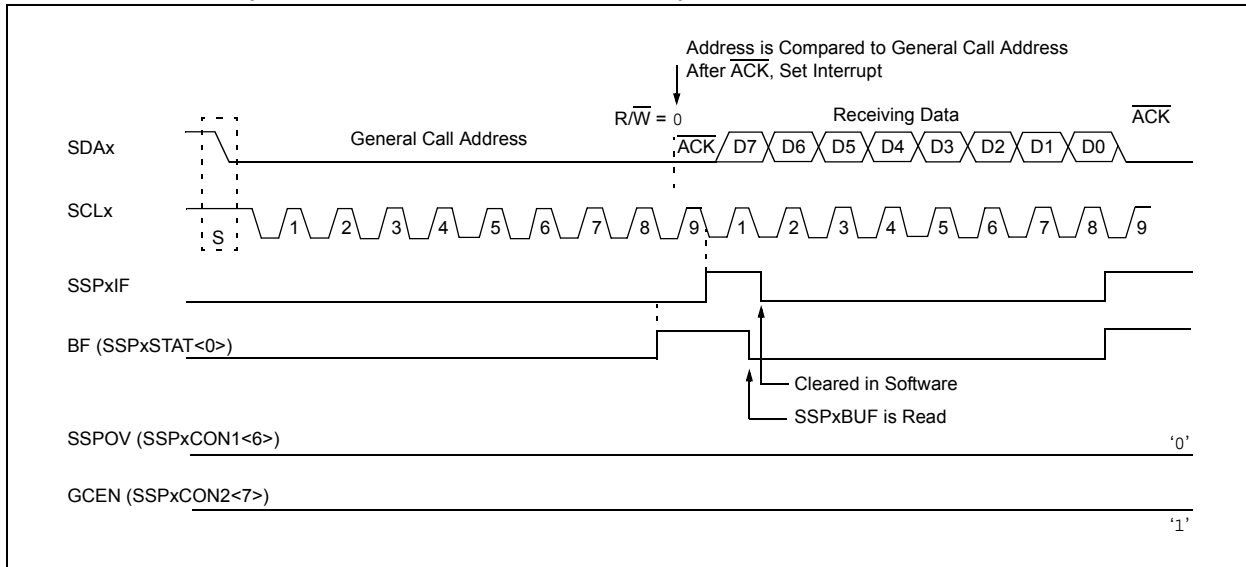 Address is Compared to General Call Address
After ACK, Set Interrupt
R/W = 0
Receiving Data
ACK
SDAx
General Call Address
ACK D7 D6 D5 D4 D3 D2 D1 D0
SCLx
S 1 2 3 4 5 6 7 8 9 1 2 3 4 5 6 7 8 9
SSPxIF
BF (SSPxSTAT<0>)
Cleared in Software
SSPxBUF is Read
SSPOV (SSPxCON1<6>)
‘0’
GCEN (SSPxCON2<7>)
‘1’